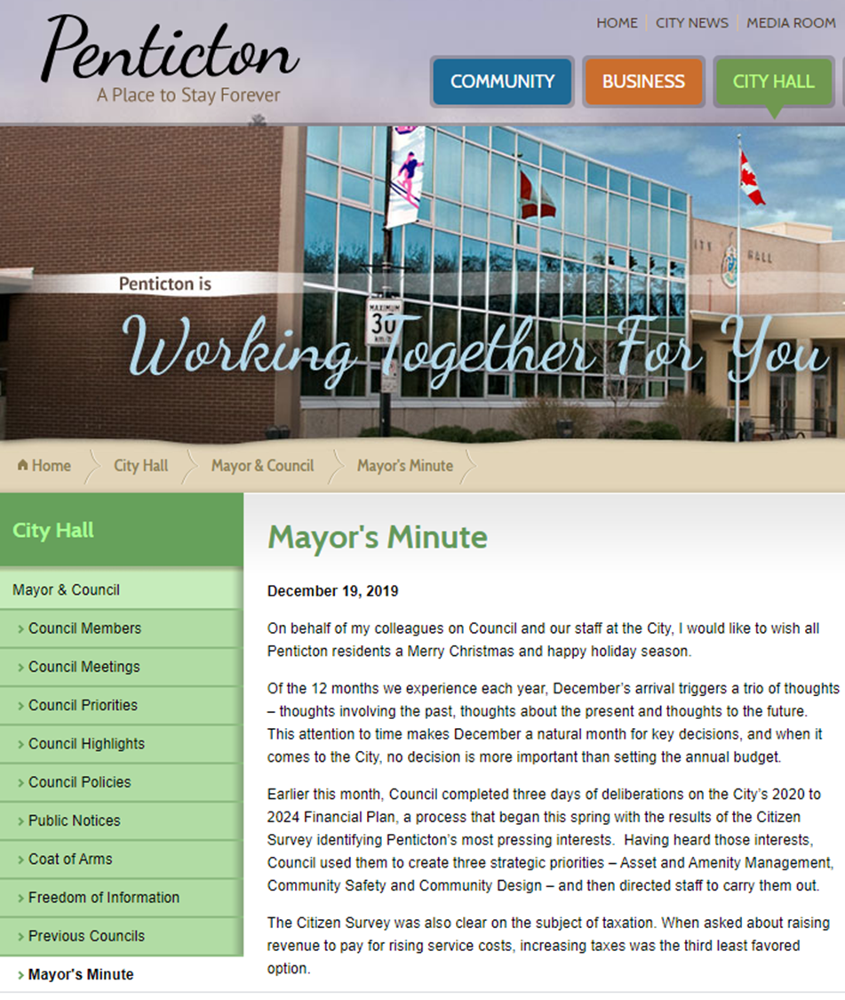 Penticton
A Place to Stay Forever
HOME CITY NEWS MEDIA ROOM
COMMUNITY BUSINESS CITY HALL
HALL
Penticton is
MAXIMUM
30
km/h
Working Together For You
Home City Hall Mayor & Council Mayor's Minute
City Hall
Mayor & Council
Council Members
Council Meetings
Council Priorities
Council Highlights
Council Policies
Public Notices
Coat of Arms
Freedom of Information
Previous Councils
Mayor's Minute
Mayor's Minute
December 19, 2019
On behalf of my colleagues on Council and our staff at the City, I would like to wish all
Penticton residents a Merry Christmas and happy holiday season.
Of the 12 months we experience each year, December’s arrival triggers a trio of thoughts
– thoughts involving the past, thoughts about the present and thoughts to the future.
This attention to time makes December a natural month for key decisions, and when it
comes to the City, no decision is more important than setting the annual budget.
Earlier this month, Council completed three days of deliberations on the City’s 2020 to
2024 Financial Plan, a process that began this spring with the results of the Citizen
Survey identifying Penticton’s most pressing interests.  Having heard those interests,
Council used them to create three strategic priorities – Asset and Amenity Management,
Community Safety and Community Design – and then directed staff to carry them out.
The Citizen Survey was also clear on the subject of taxation. When asked about raising
revenue to pay for rising service costs, increasing taxes was the third least favored
option.